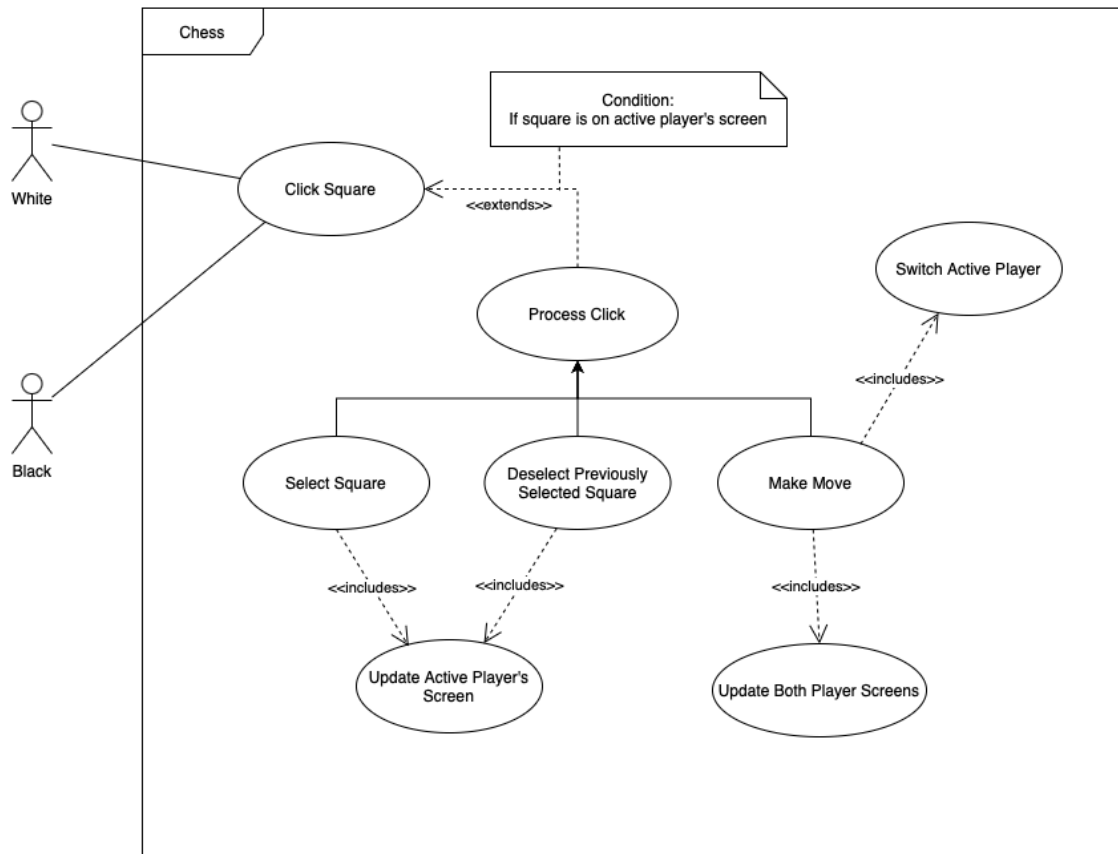 Chess
Condition:
If square is on active player's screen
White
Click Square
<<extends>>
Switch Active Player
Process Click
<<includes>>
Black
Select Square
Deselect Previously
Selected Square
Make Move
<<includes>>
<<includes>>
<<includes>>
Update Active Player's
Screen
Update Both Player Screens